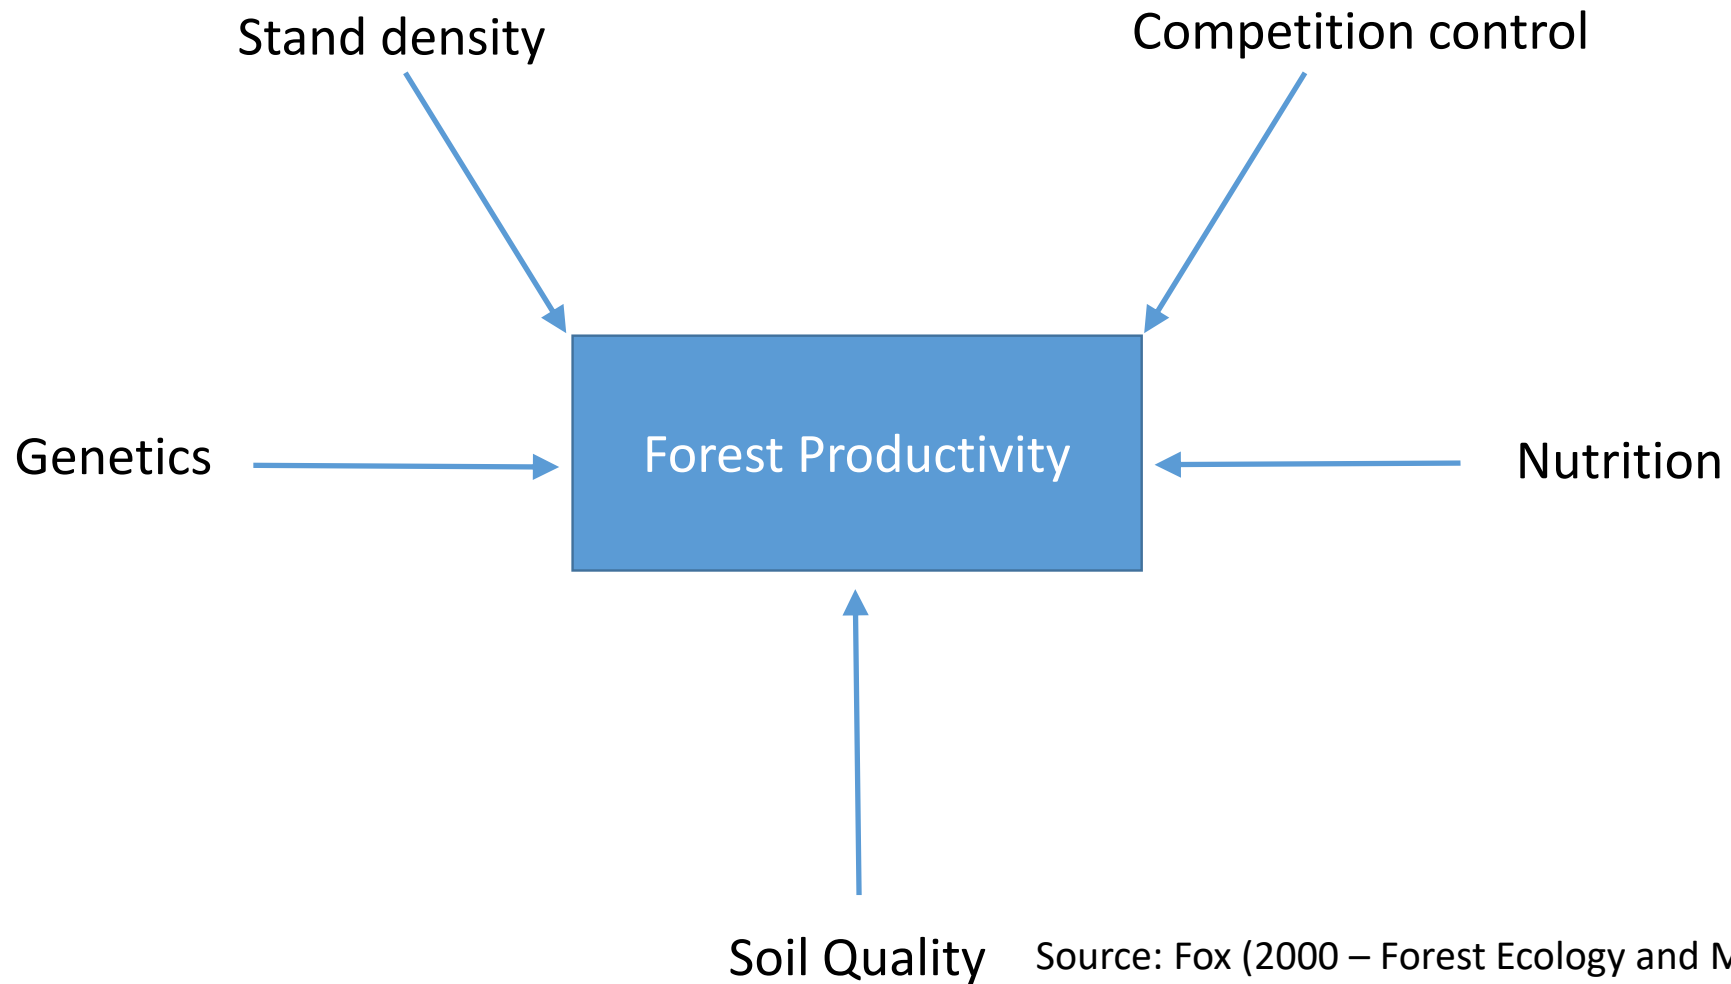 Stand density
Competition control
Genetics
Forest Productivity
Nutrition
Soil Quality
Source: Fox (2000 – Forest Ecology and